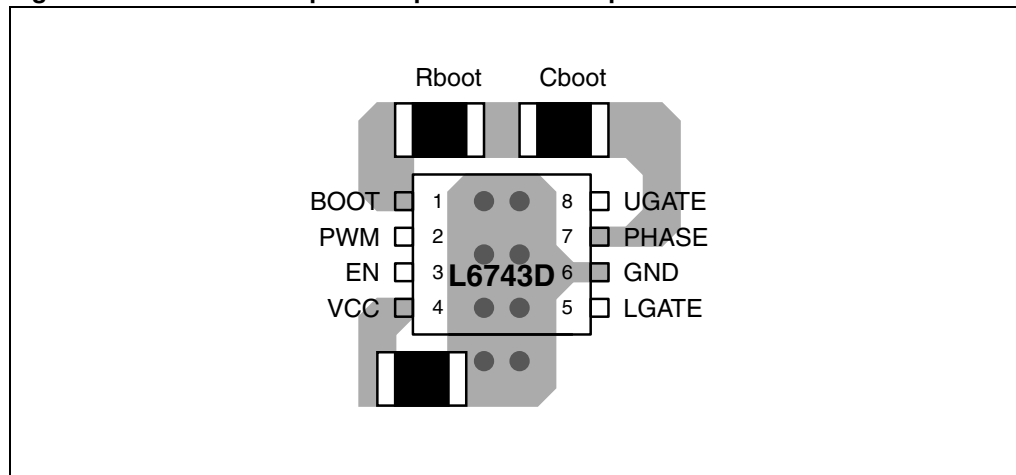 Rboot Cboot
BOOT 1 8 UGATE
PWM 2 7 PHASE
EN 3 L6743D 6 GND
VCC 4 5 LGATE